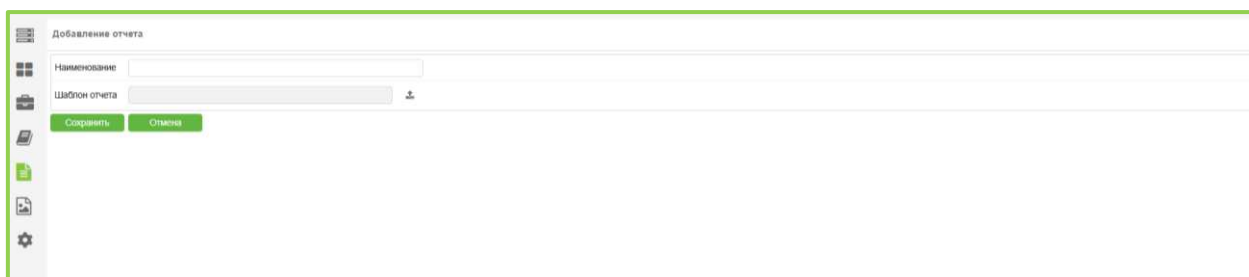 Добавление отчета
Наименование
Шаблон отчета
Сохранить Отмена